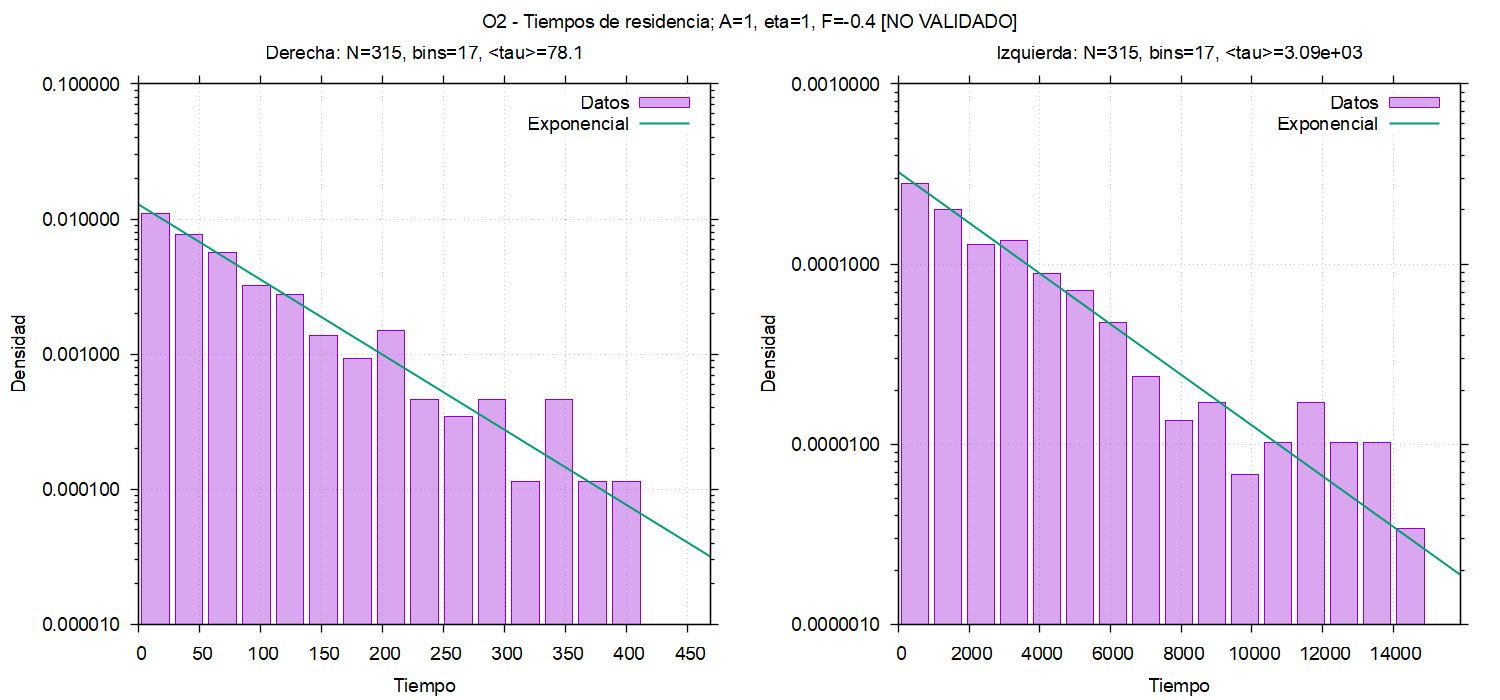 O2 - Tiempos de residencia; A=1, eta=1, F=-0.4 [NO VALIDADO]
Derecha: N=315, bins=17, <tau>=78.1
0.100000
0.010000
0.001000
0.000100
0.000010
Densidad
Datos
Exponencial
0 50 100 150 200 250 300 350 400 450
Tiempo
Izquierda: N=315, bins=17, <tau>=3.09e+03
0.0010000
0.0001000
0.0000100
0.0000010
Densidad
Datos
Exponencial
0 2000 4000 6000 8000 10000 12000 14000
Tiempo